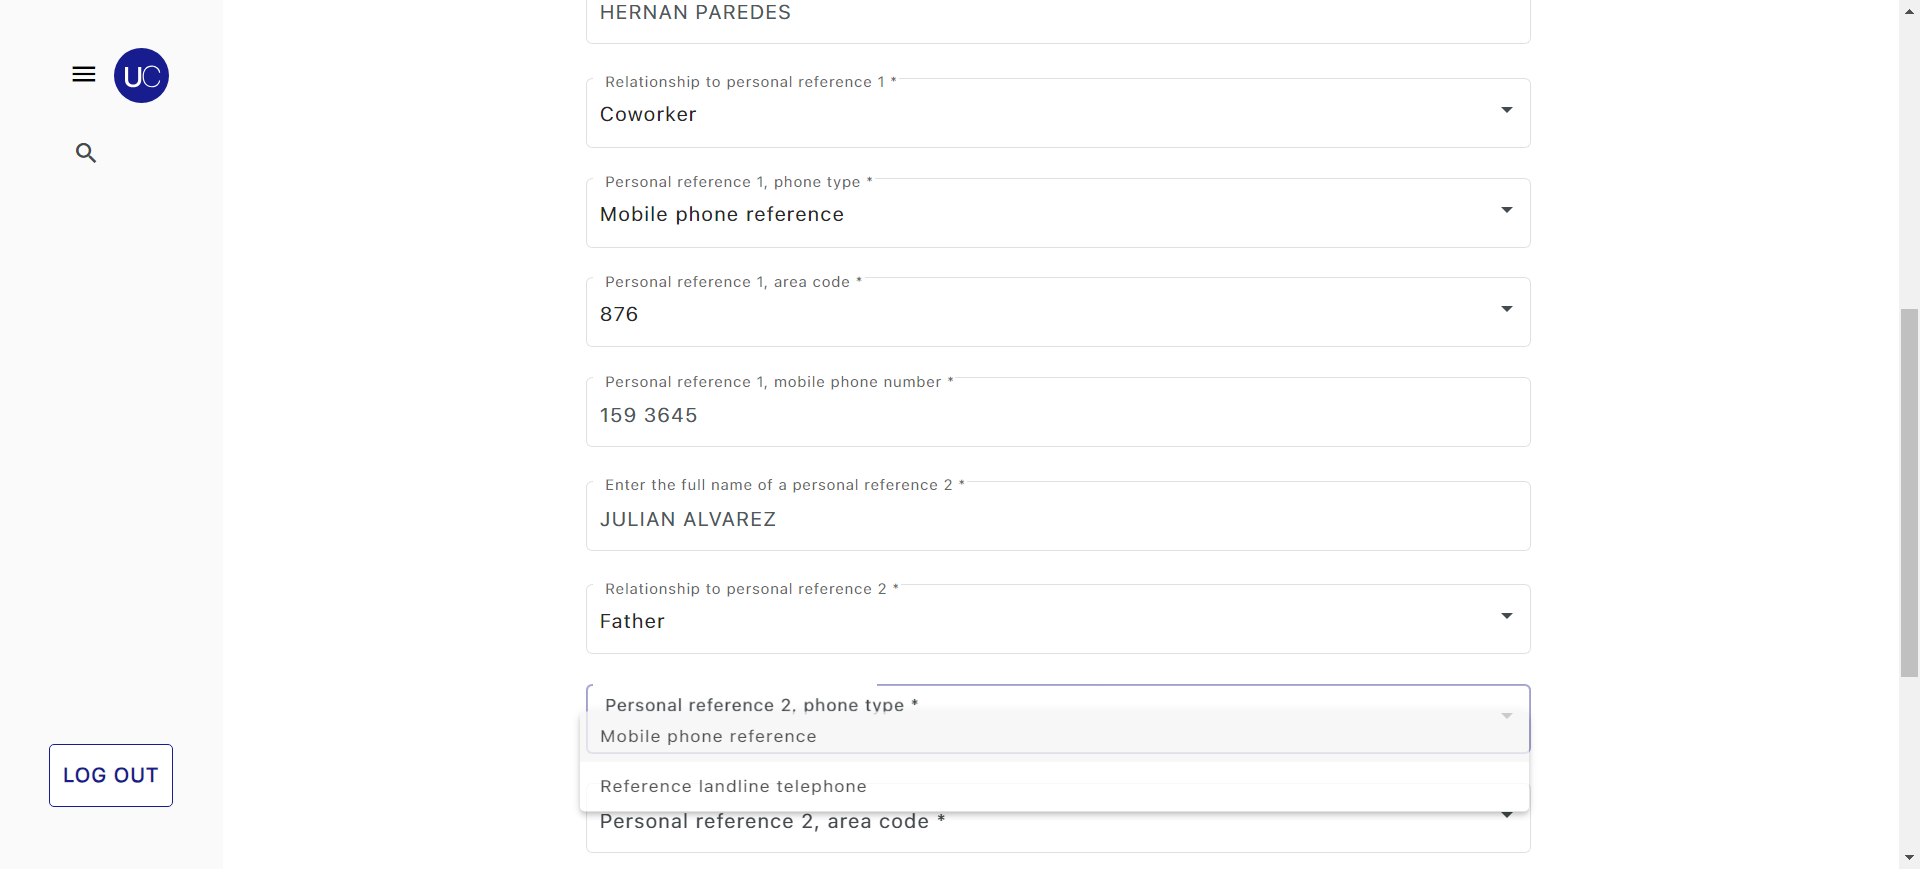 HERNAN PAREDES
UC
Relationship to personal reference 1 *
Coworker
Personal reference 1, phone type *
Mobile phone reference
Personal reference 1, area code *
876
Personal reference 1, mobile phone number *
159 3645
Enter the full name of a personal reference 2 *
JULIAN ALVAREZ
Relationship to personal reference 2 *
Father
Personal reference 2, phone type *
Mobile phone reference
Reference landline telephone
Personal reference 2, area code *
LOG OUT